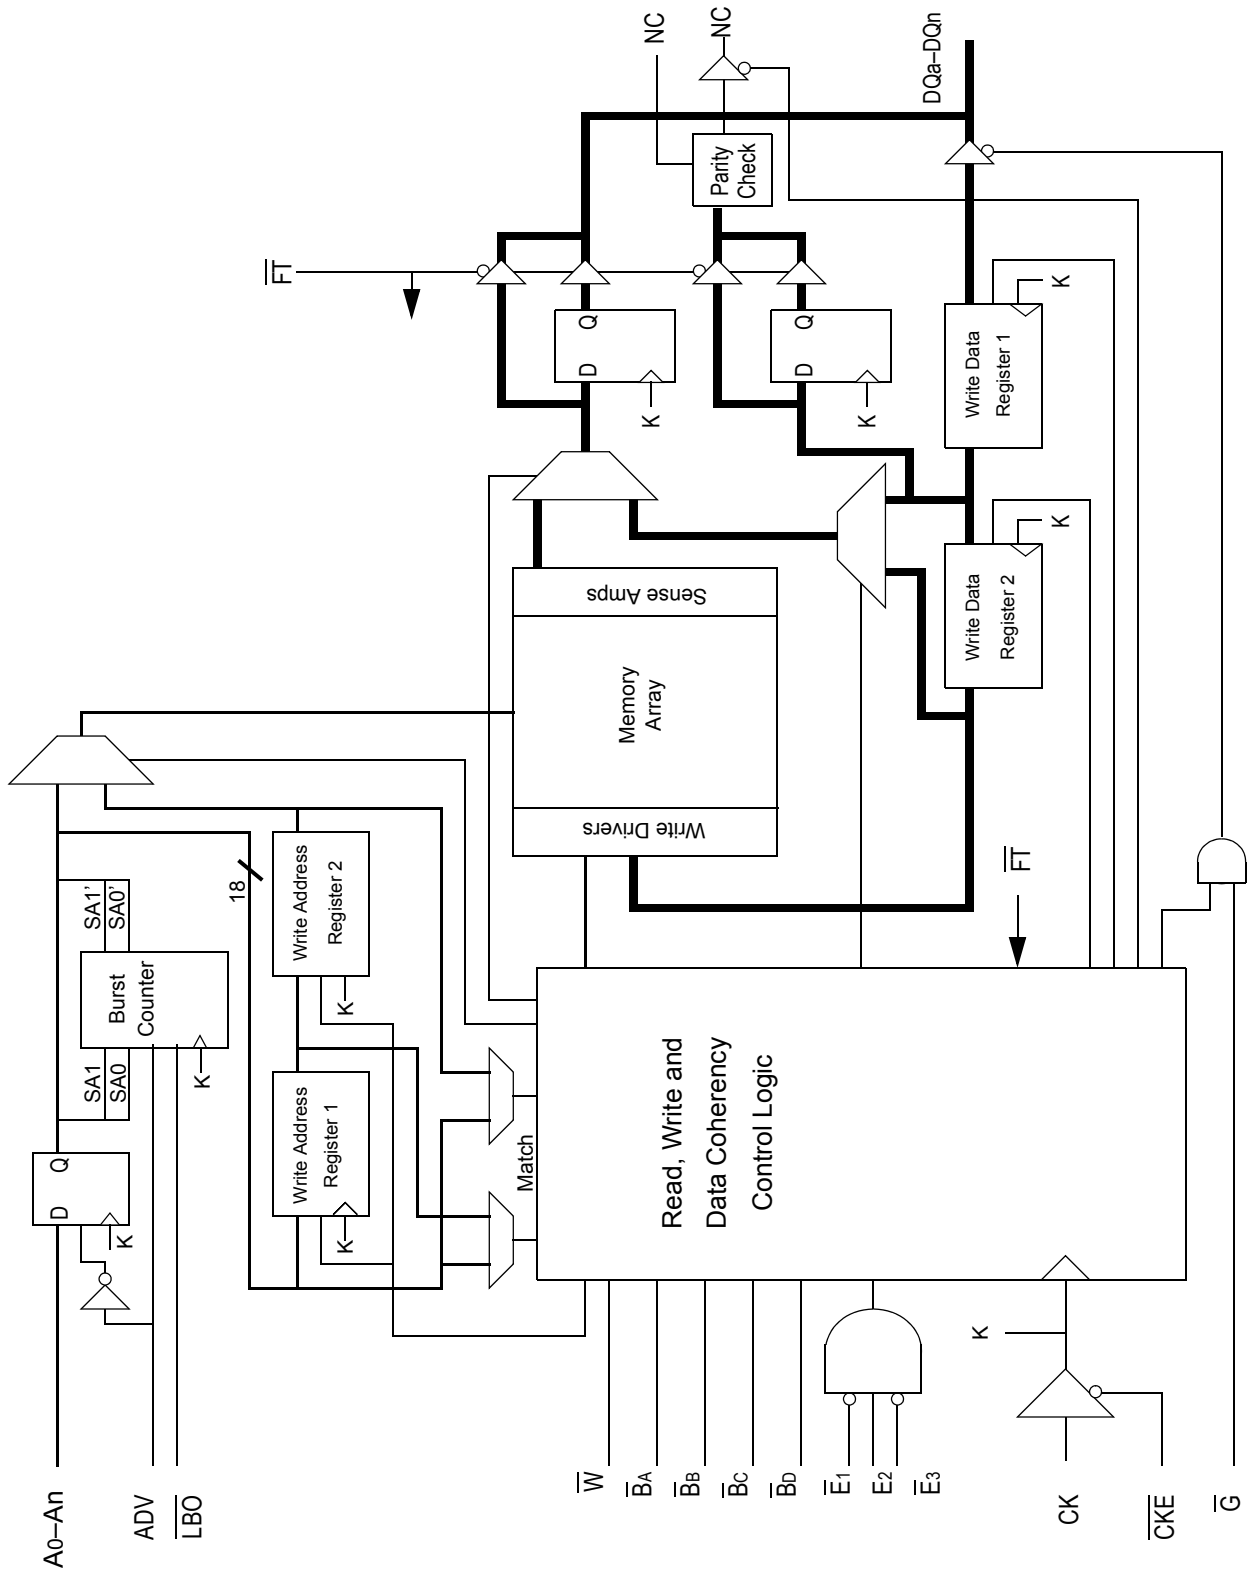 A0–An
ADV
LBO
D
Q
K
SA1
SA0
Burst
Counter
SA1'
SA0'
K
18
Write Address
Register 1
K
Write Address
Register 2
K
Match
FT
Memory
Array
Sense Amps
Write Drivers
D
Q
K
D
Q
K
Parity
Check
NC
NC
DQa–DQn
Write Data
Register 1
K
Write Data
Register 2
K
FT
Read, Write and
Data Coherency
Control Logic
W
BA
BB
BC
BD
E1
E2
E3
K
CK
CKE
G